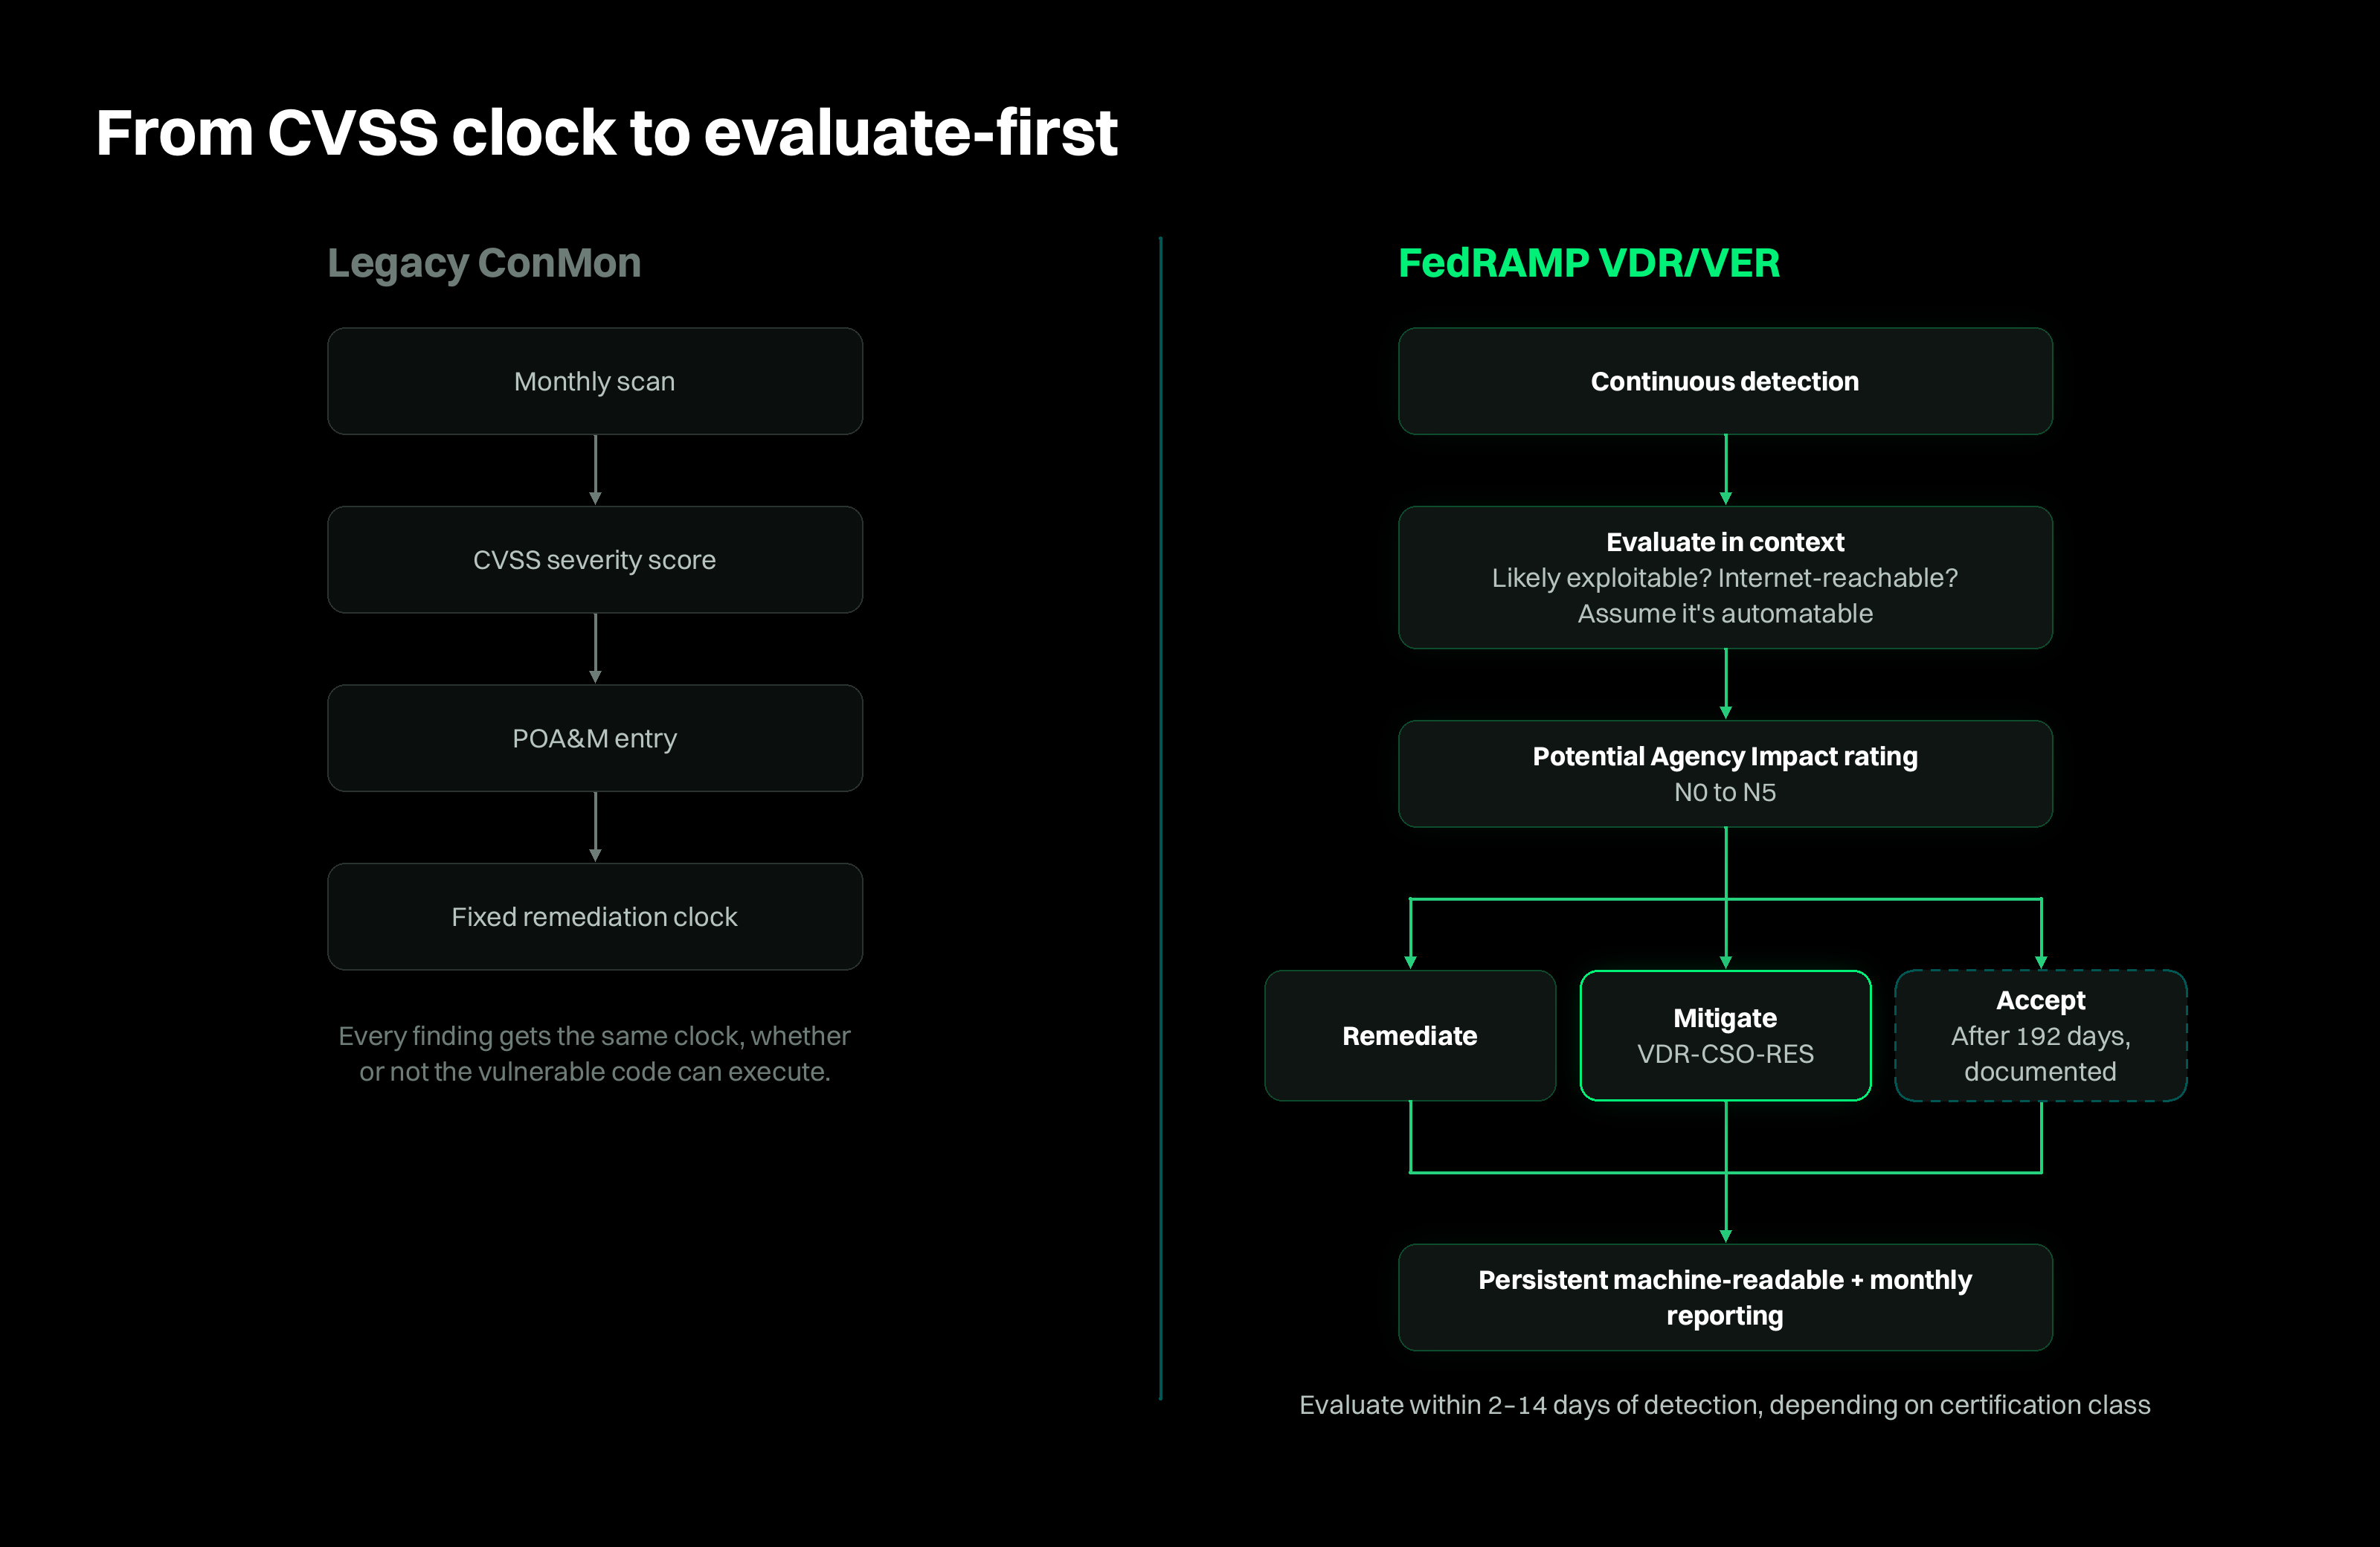 From CVSS clock to evaluate-first
Legacy ConMon
Monthly scan
CVSS severity score
POA&M entry
Fixed remediation clock
Every finding gets the same clock, whether
or not the vulnerable code can execute.
FedRAMP VDR/VER
Continuous detection
Evaluate in context
Likely exploitable? Internet-reachable?
Assume it's automatable
Potential Agency Impact rating
N0 to N5
Remediate
Mitigate
VDR-CSO-RES
Accept
After 192 days,
documented
Persistent machine-readable + monthly
reporting
Evaluate within 2–14 days of detection, depending on certification class